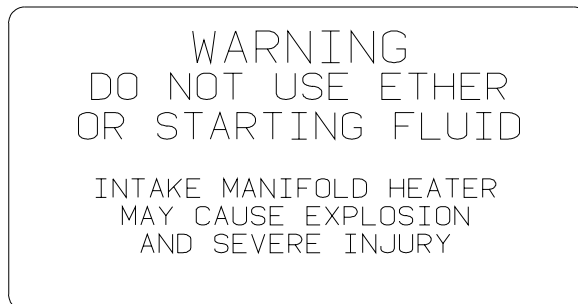 WARNING
DO NOT USE ETHER
OR STARTING FLUID
INTAKE MANIFOLD HEATER
MAY CAUSE EXPLOSION
AND SEVERE INJURY